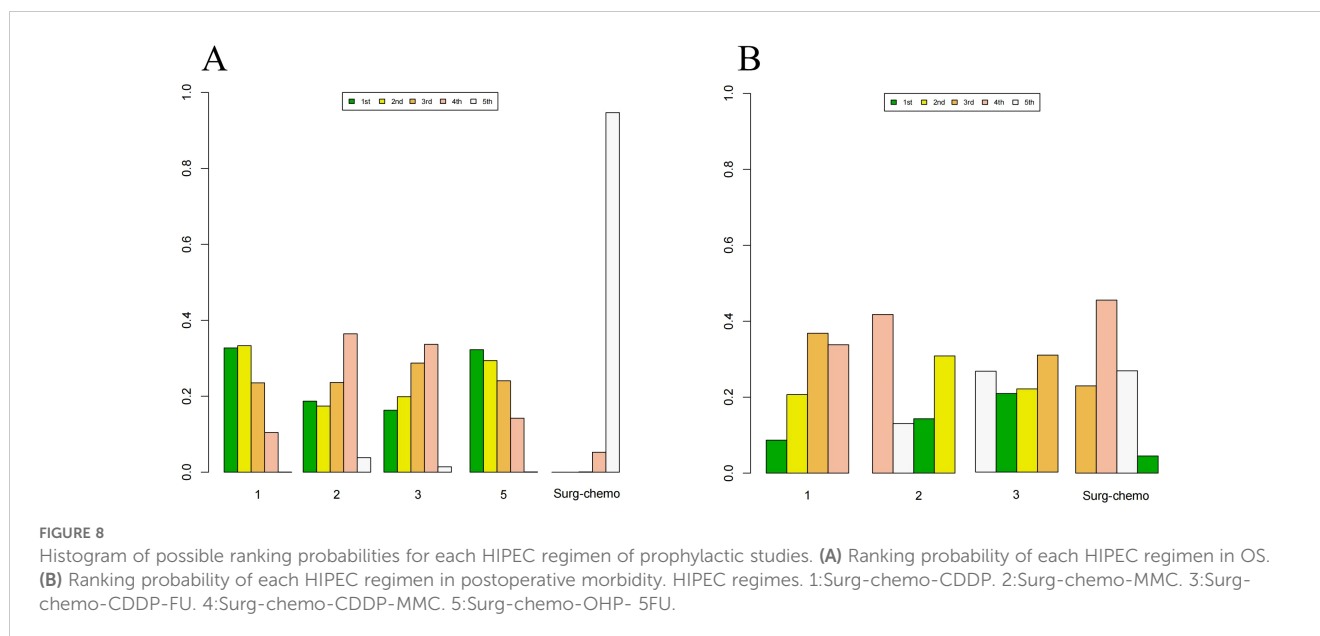 A
1st 2nd 3rd 4th 5th
1.0
0.8
0.6
0.4
0.2
0.0
1 2 3 5 Surg-chemo
B
1st 2nd 3rd 4th 5th
1.0
0.8
0.6
0.4
0.2
0.0
1 2 3 Surg-chemo
FIGURE 8
Histogram of possible ranking probabilities for each HIPEC regimen of prophylactic studies. (A) Ranking probability of each HIPEC regimen in OS.
(B) Ranking probability of each HIPEC regimen in postoperative morbidity. HIPEC regimes. 1:Surg-chemo-CDDP. 2:Surg-chemo-MMC. 3:Surg-
chemo-CDDP-FU. 4:Surg-chemo-CDDP-MMC. 5:Surg-chemo-OHP- 5FU.